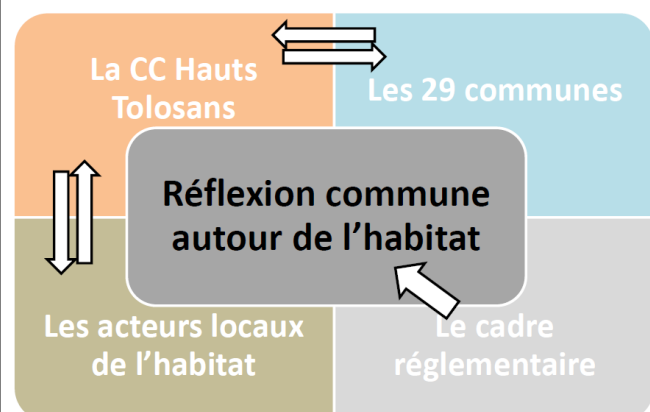 La CC Hauts
Tolosans
Les 29 communes
Réflexion commune
autour de l'habitat
Les acteurs locaux
de l'habitat
Le cadre
réglementaire